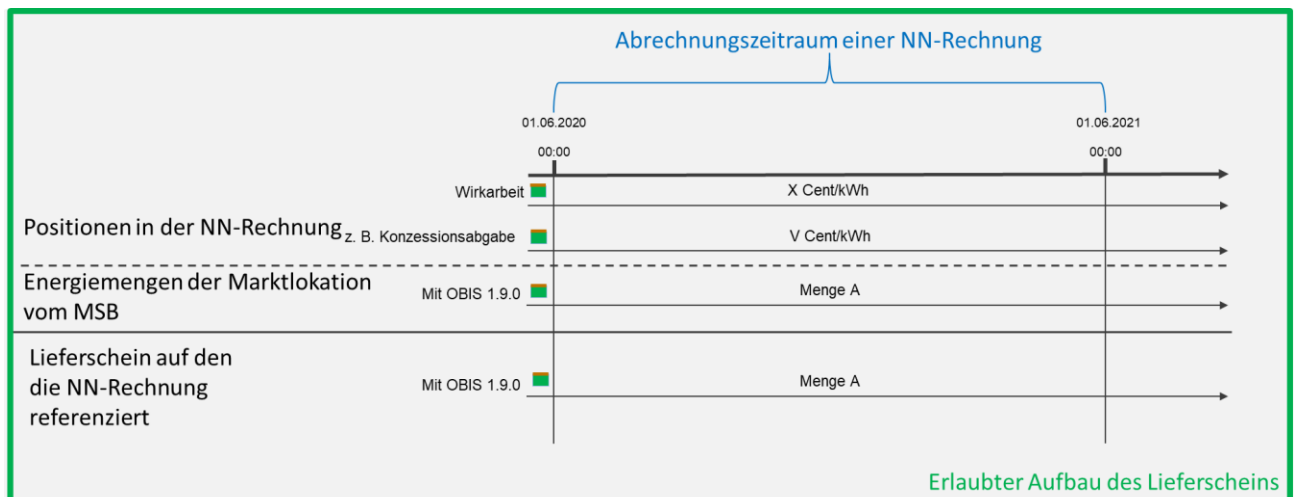 Abrechnungszeitraum einer NN-Rechnung
01.06.2020
01.06.2021
00:00
00:00
Wirkarbeit
X Cent/kWh
Positionen in der NN-Rechnung
z. B. Konzessionsabgabe
V Cent/kWh
Energiemengen der Marktlokation
vom MSB
Mit OBIS 1.9.0
Menge A
Lieferschein auf den
die NN-Rechnung
referenziert
Mit OBIS 1.9.0
Menge A
Erlaubter Aufbau des Lieferscheins